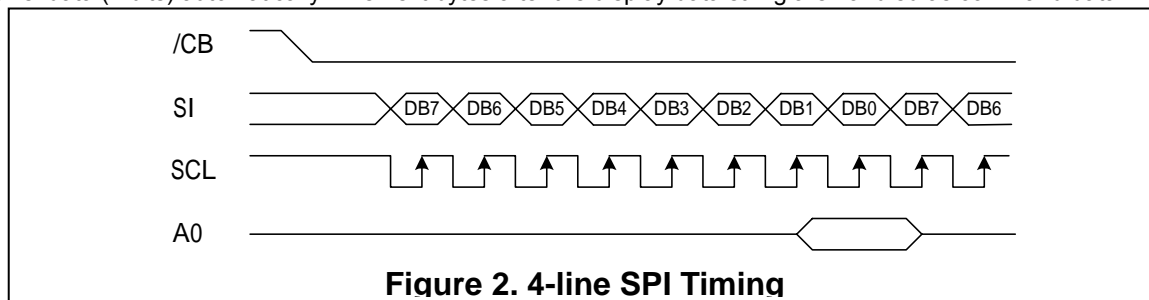 /CB
SI DB7 DB6 DB5 DB4 DB3 DB2 DB1 DB0 DB7 DB6
SCL
A0
Figure 2. 4-line SPI Timing